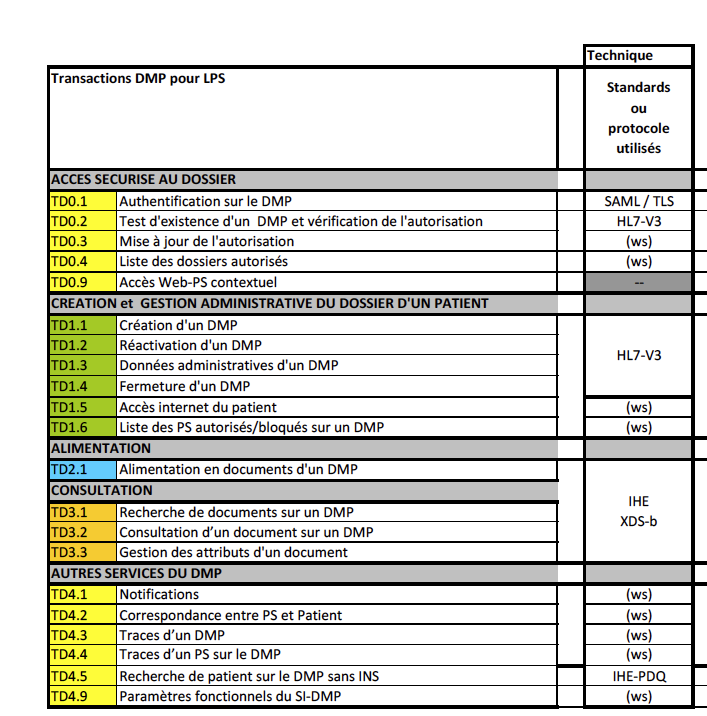 Technique
Transactions DMP pour LPS
Standards
ou
protocole
utilisés
ACCES SECURISE AU DOSSIER
TD0.1 Authentification sur le DMP SAML / TLS
TD0.2 Test d'existence d'un DMP et vérification de l'autorisation HL7-V3
TD0.3 Mise à jour de l'autorisation (ws)
TD0.4 Liste des dossiers autorisés (ws)
TD0.9 Accès Web-PS contextuel --
CREATION et GESTION ADMINISTRATIVE DU DOSSIER D'UN PATIENT
TD1.1 Création d'un DMP
TD1.2 Réactivation d'un DMP
HL7-V3
TD1.3 Données administratives d'un DMP
TD1.4 Fermeture d'un DMP
TD1.5 Accès internet du patient (ws)
TD1.6 Liste des PS autorisés/bloqués sur un DMP (ws)
ALIMENTATION
TD2.1 Alimentation en documents d'un DMP
CONSULTATION
IHE
XDS-b
TD3.1 Recherche de documents sur un DMP
TD3.2 Consultation d’un document sur un DMP
TD3.3 Gestion des attributs d'un document
AUTRES SERVICES DU DMP
TD4.1 Notifications (ws)
TD4.2 Correspondance entre PS et Patient (ws)
TD4.3 Traces d’un DMP (ws)
TD4.4 Traces d’un PS sur le DMP (ws)
TD4.5 Recherche de patient sur le DMP sans INS IHE-PDQ
TD4.9 Paramètres fonctionnels du SI-DMP (ws)